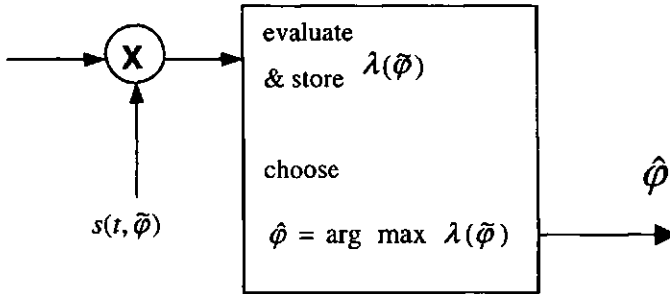 evaluate
X
& store λ(φ̃)
choose
φ̂
s(t, φ̃)
φ̂ = arg max λ(φ̃)